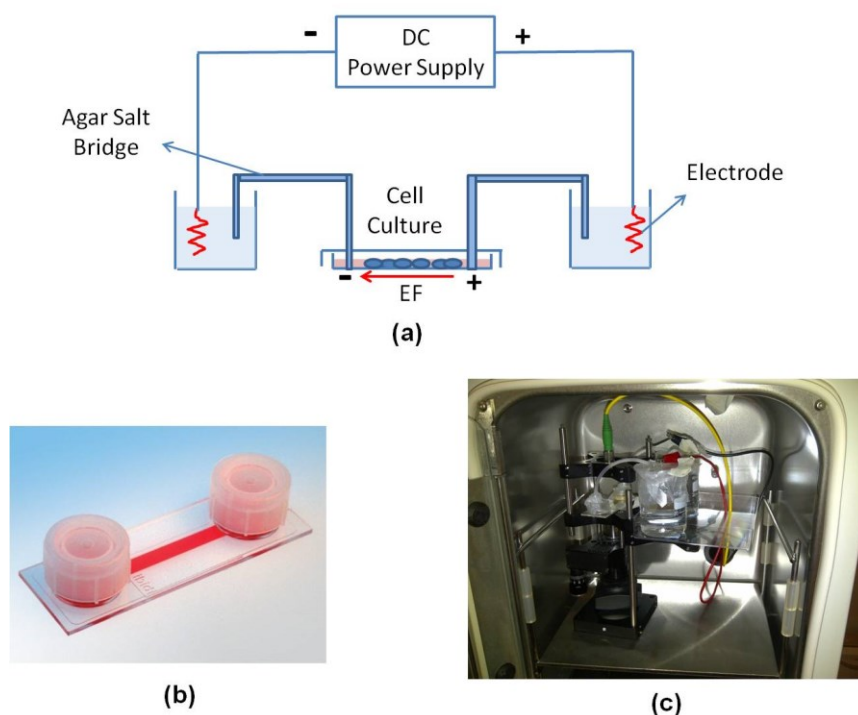 -
DC
Power Supply
+
Agar Salt
Bridge
Electrode
Cell
Culture
-
+
EF
(a)
(b)
(c)